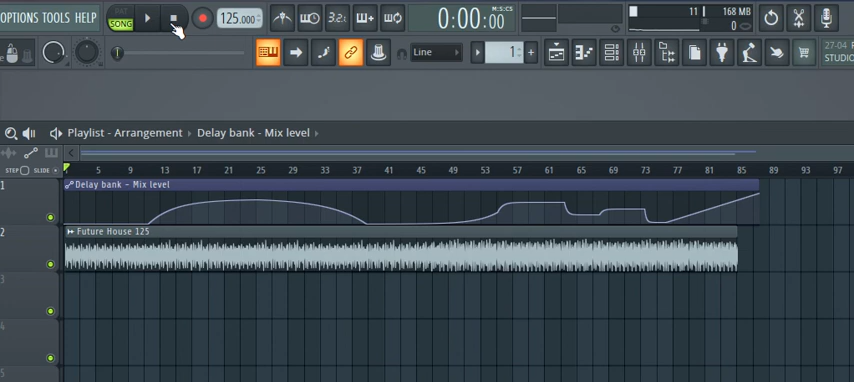 OPTIONS TOOLS HELP
PAT
SONG
125.000
3.2.1
0:00:00
M:S:CS
11
168 MB
0
Line
1
27-04
STUDIO
Playlist - Arrangement › Delay bank - Mix level ›
STEP SLIDE
5 9 13 17 21 25 29 33 37 41 45 49 53 57 61 65 69 73 77 81 85 89 93 97
1
Delay bank - Mix level
2
Future House 125
3
4
5